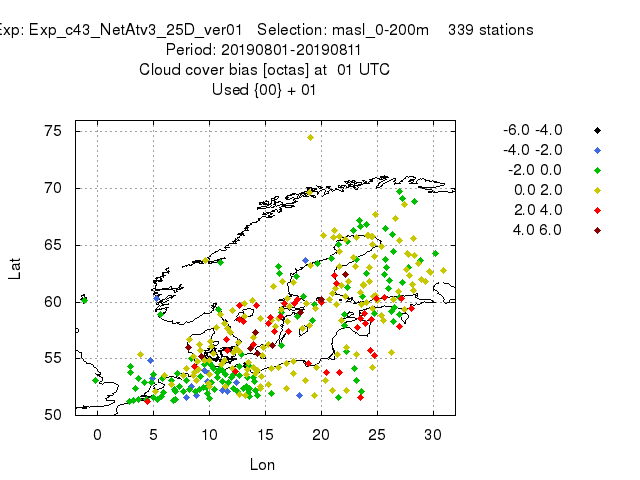 Exp: Exp_c43_NetAtv3_25D_ver01 Selection: masl_0-200m 339 stations
Period: 20190801-20190811
Cloud cover bias [octas] at 01 UTC
Used {00} + 01
-6.0 -4.0
-4.0 -2.0
-2.0 0.0
0.0 2.0
2.0 4.0
4.0 6.0
75
70
65
60
55
50
Lat
0 5 10 15 20 25 30
Lon